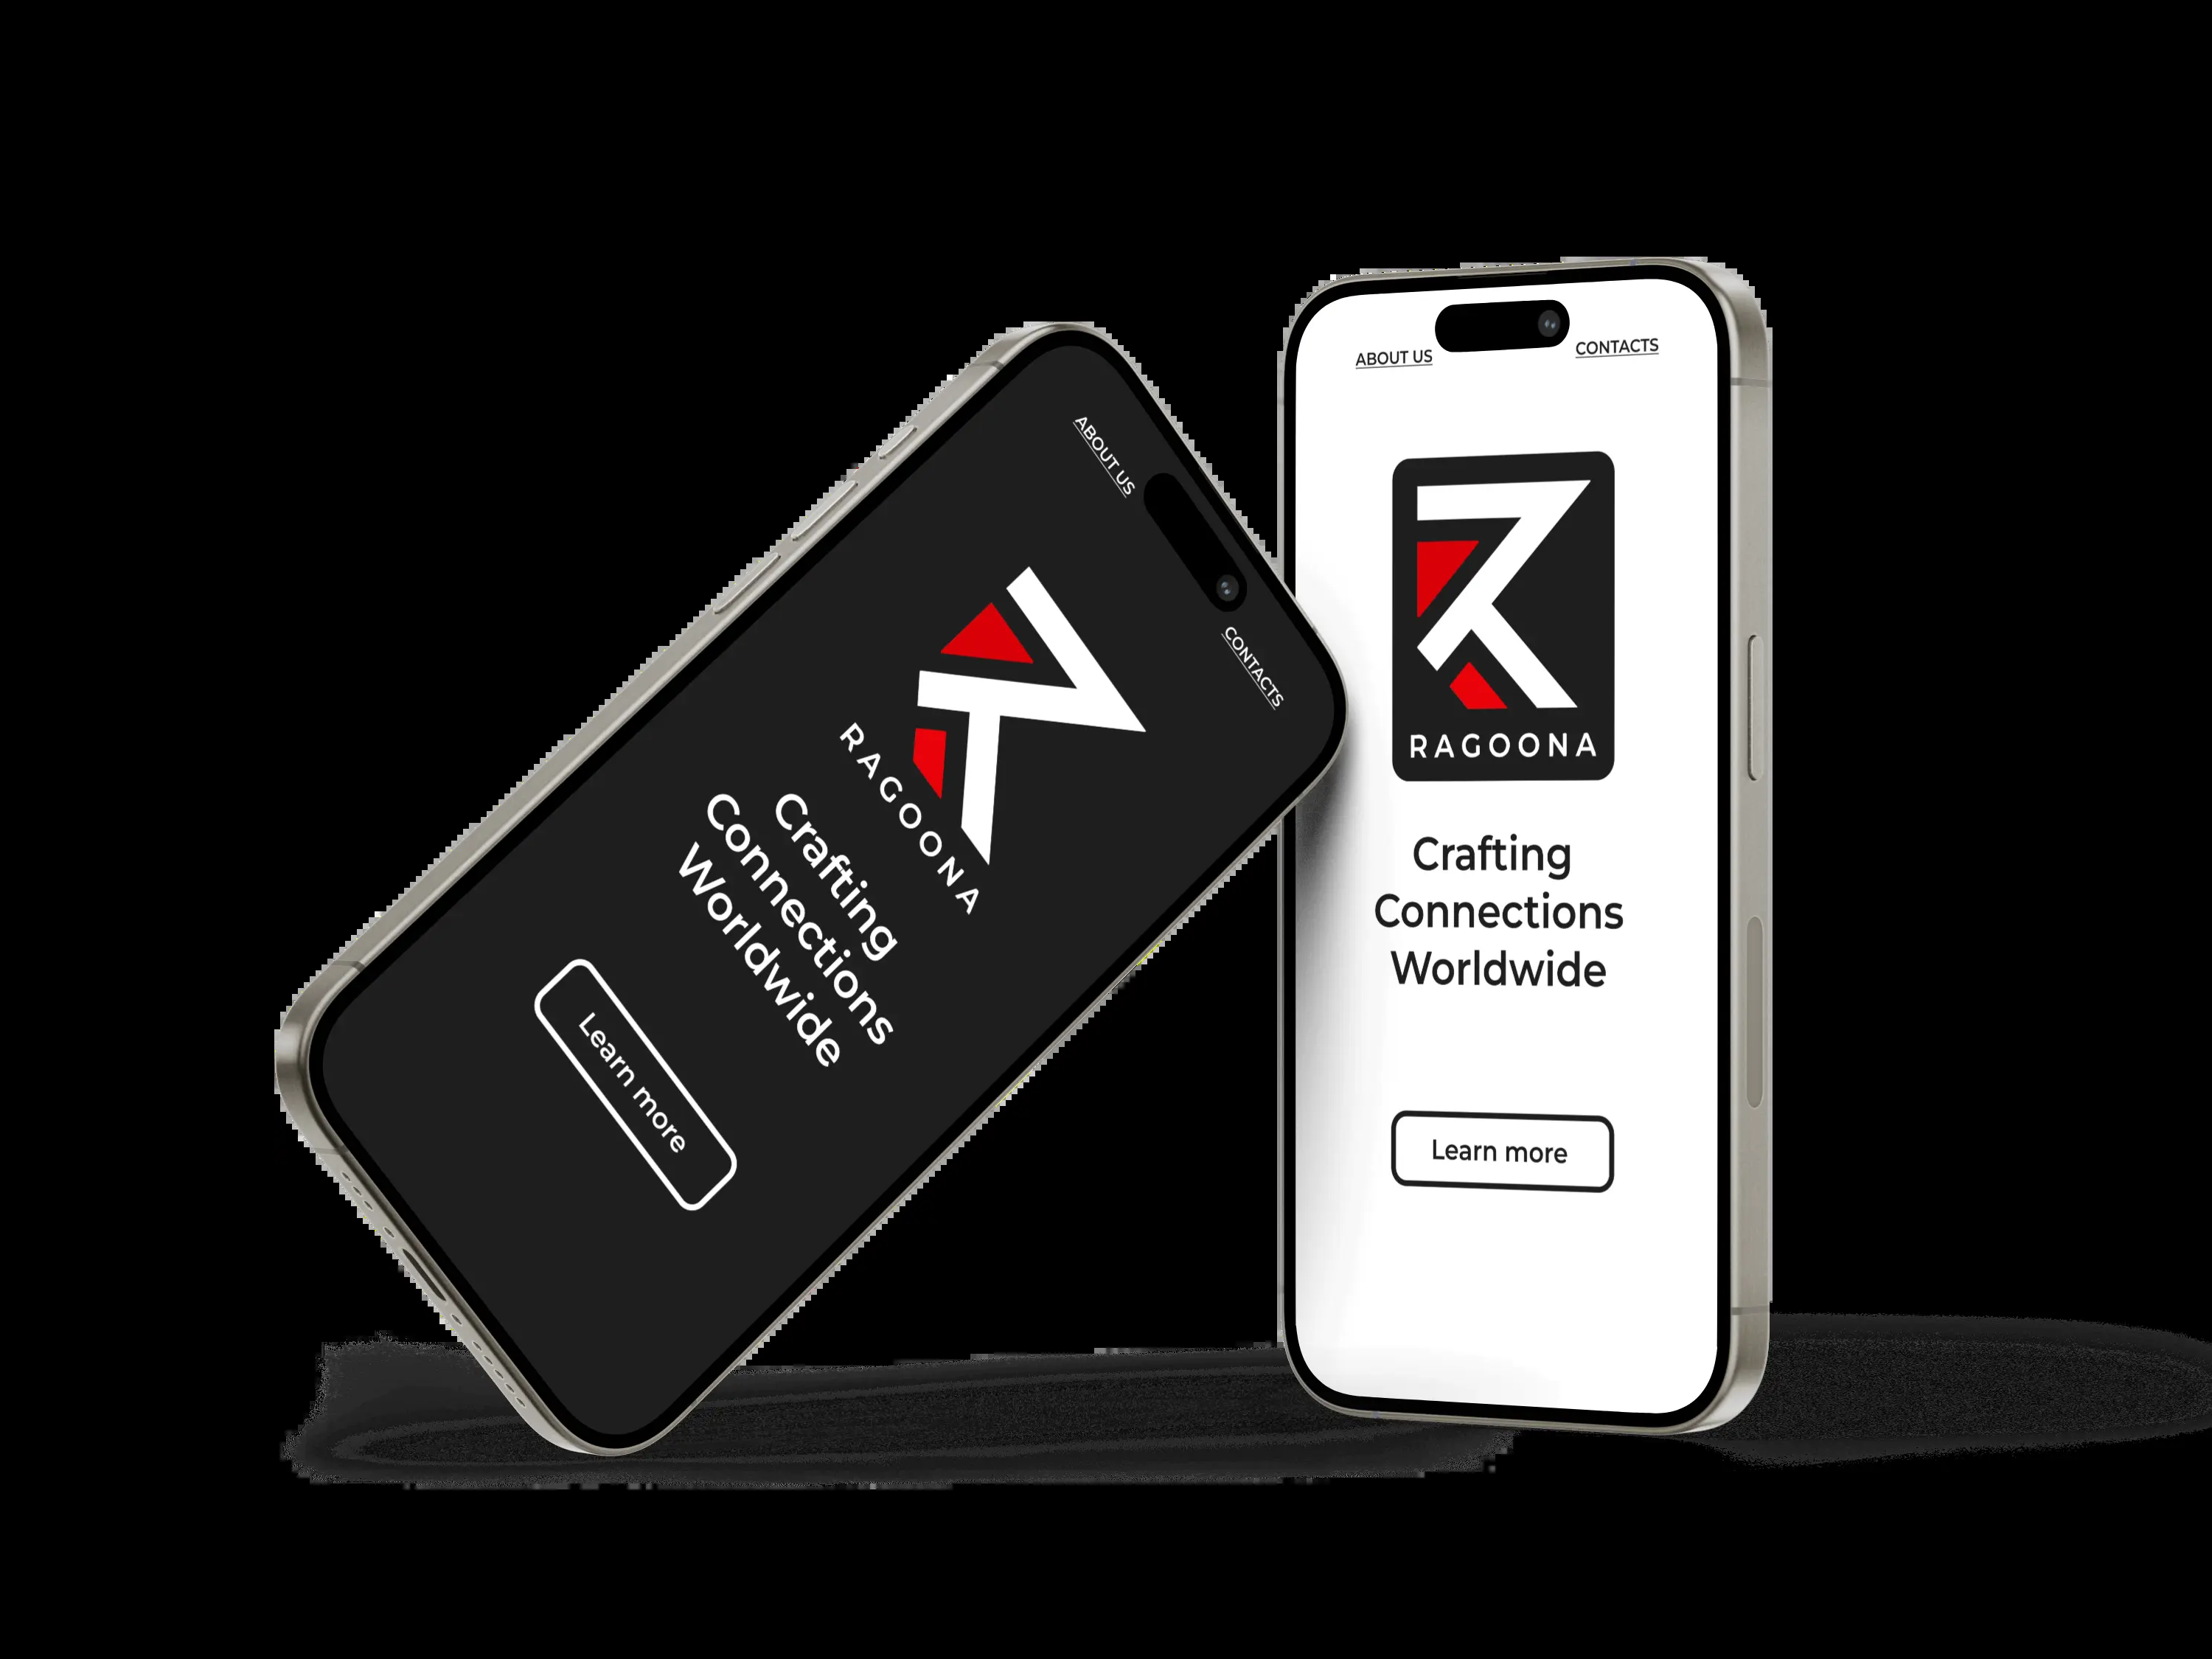 ABOUT US
CONTACTS
RAGOONA
Crafting
Connections
Worldwide
Learn more
ABOUT US
CONTACTS
RAGOONA
Crafting
Connections
Worldwide
Learn more